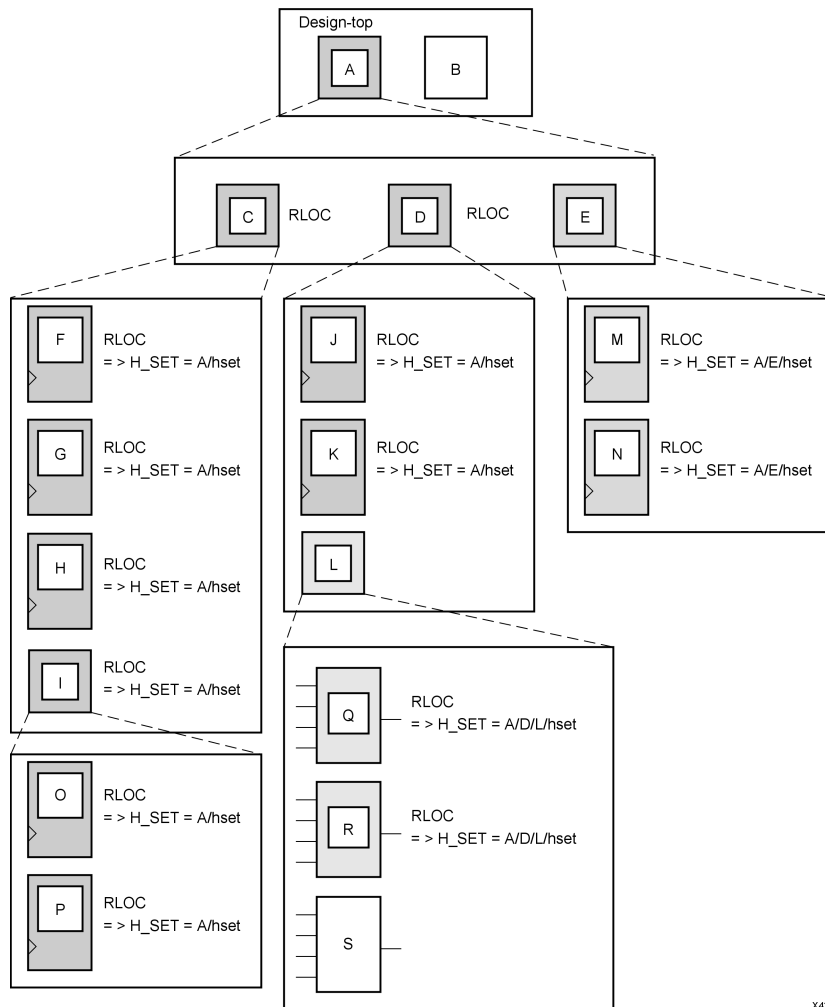 Design-top
A
B
C
RLOC
D
RLOC
E
F
RLOC
= > H_SET = A/hset
G
RLOC
= > H_SET = A/hset
H
RLOC
= > H_SET = A/hset
I
RLOC
= > H_SET = A/hset
J
RLOC
= > H_SET = A/hset
K
RLOC
= > H_SET = A/hset
L
M
RLOC
= > H_SET = A/E/hset
N
RLOC
= > H_SET = A/E/hset
O
RLOC
= > H_SET = A/hset
P
RLOC
= > H_SET = A/hset
Q
RLOC
= > H_SET = A/D/L/hset
R
RLOC
= > H_SET = A/D/L/hset
S